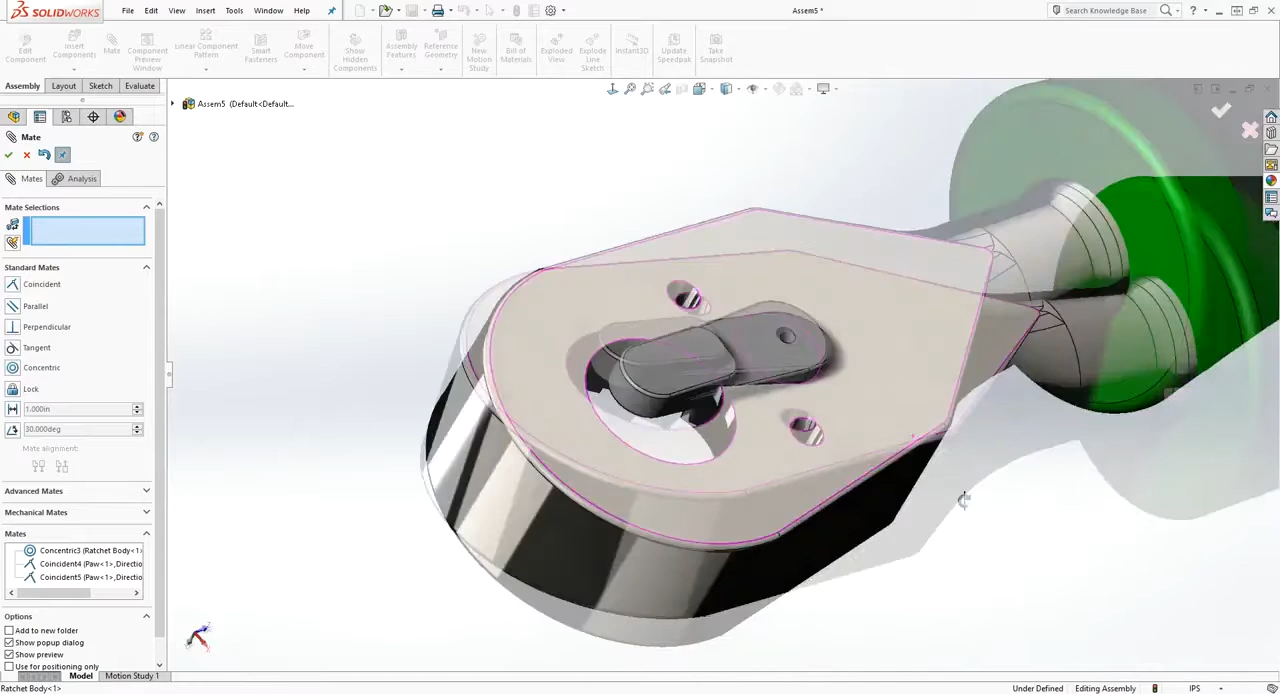 SOLIDWORKS File Edit View Insert Tools Window Help Assem5 * Search Knowledge Base ?
Edit Component Insert Components Mate Component Preview Window Linear Component Pattern Smart Fasteners Move Component Show Hidden Components Assembly Features Reference Geometry New Motion Study Bill of Materials Exploded View Explode Line Sketch Instant3D Update Speedpak Take Snapshot
Assembly Layout Sketch Evaluate
Assem5 (Default<Default...
Mate
Mates Analysis
Mate Selections
Standard Mates
Coincident
Parallel
Perpendicular
Tangent
Concentric
Lock
1.000in
30.000deg
Mate alignment:
Advanced Mates
Mechanical Mates
Mates
Concentric3 (Ratchet Body<1>
Coincident4 (Paw<1>,Directio
Coincident5 (Paw<1>,Directio
Options
Add to new folder
Show popup dialog
Show preview
Use for positioning only
Model Motion Study 1
Ratchet Body<1> Under Defined Editing Assembly IPS